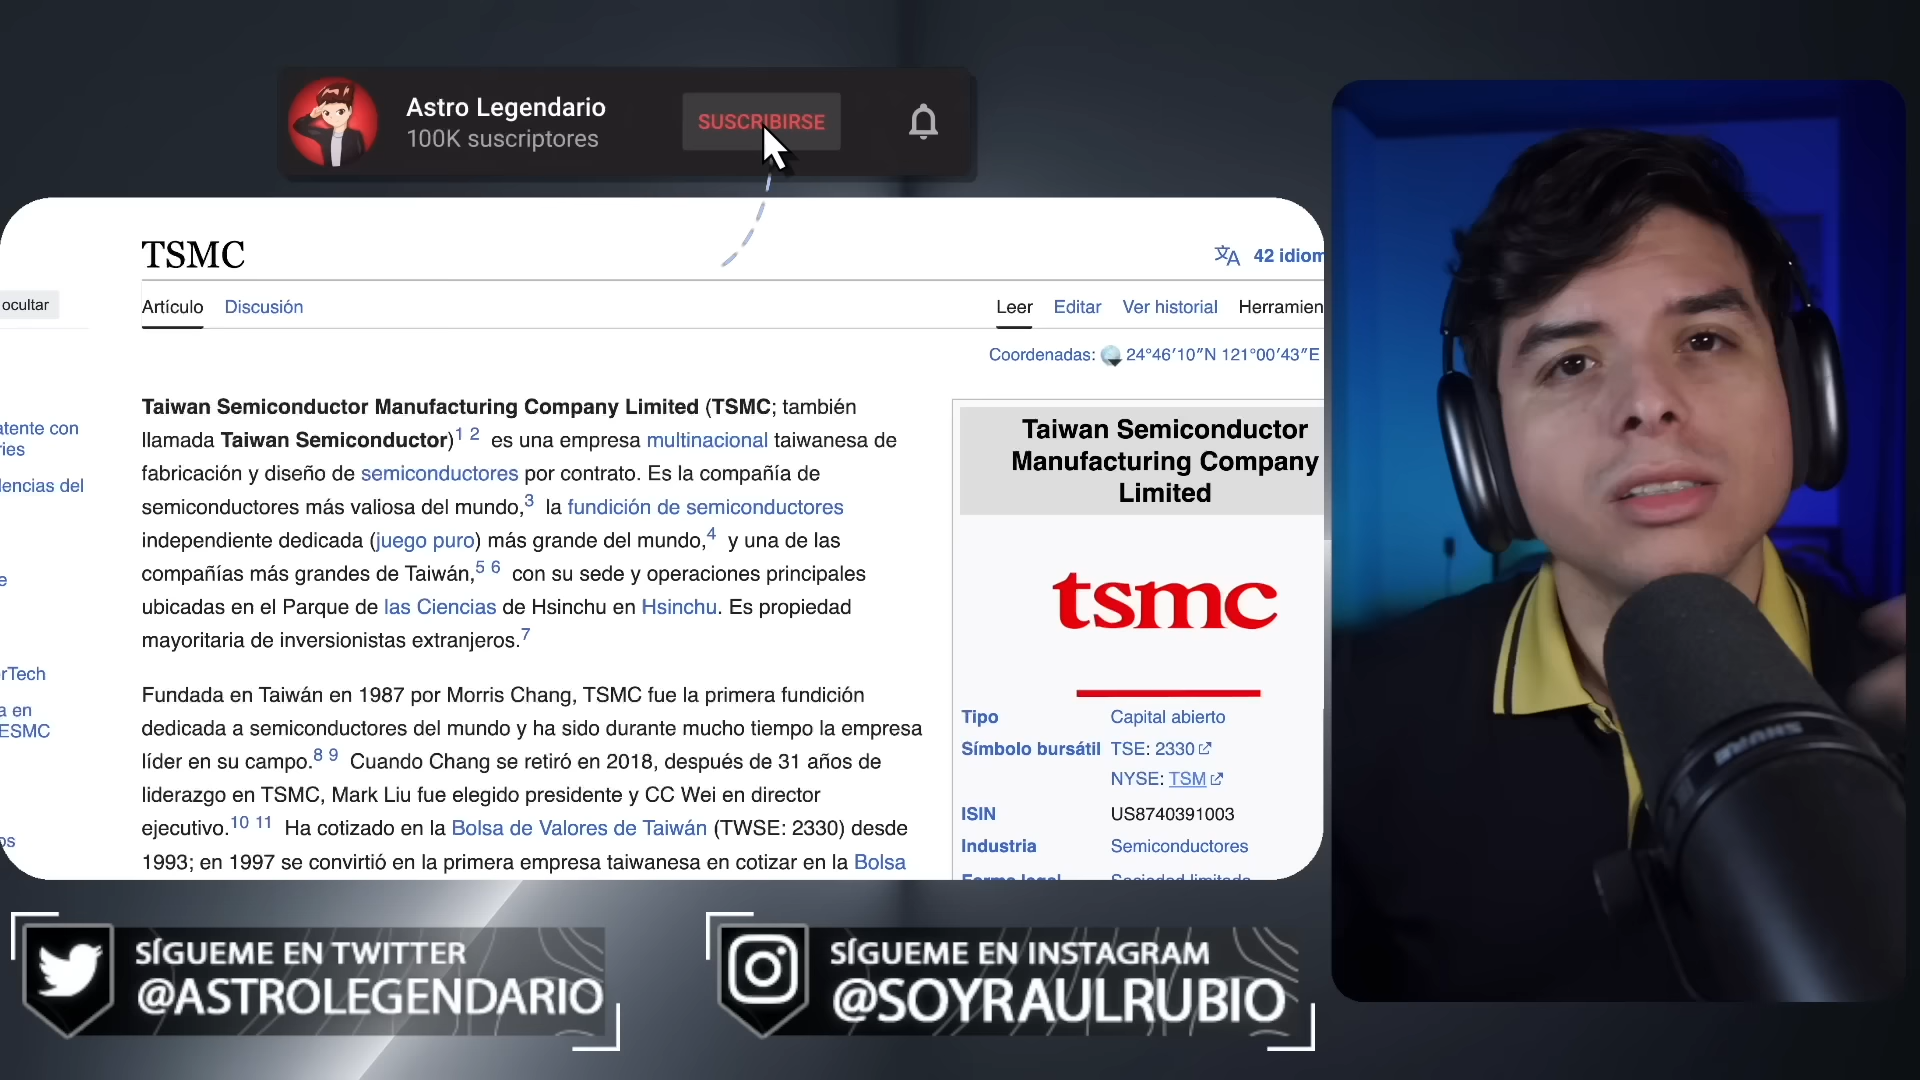 Astro Legendario
100K suscriptores
SUSCRIBIRSE
TSMC
42 idiom
ocultar
Artículo
Discusión
Leer
Editar
Ver historial
Herramien
Coordenadas: 24°46′10″N 121°00′43″E
atente con
ries
lencias del
e
rTech
a en
ESMC
os
Taiwan Semiconductor Manufacturing Company Limited (TSMC; también
llamada Taiwan Semiconductor)1 2 es una empresa multinacional taiwanesa de
fabricación y diseño de semiconductores por contrato. Es la compañía de
semiconductores más valiosa del mundo,3 la fundición de semiconductores
independiente dedicada (juego puro) más grande del mundo,4 y una de las
compañías más grandes de Taiwán,5 6 con su sede y operaciones principales
ubicadas en el Parque de las Ciencias de Hsinchu en Hsinchu. Es propiedad
mayoritaria de inversionistas extranjeros.7
Fundada en Taiwán en 1987 por Morris Chang, TSMC fue la primera fundición
dedicada a semiconductores del mundo y ha sido durante mucho tiempo la empresa
líder en su campo.8 9 Cuando Chang se retiró en 2018, después de 31 años de
liderazgo en TSMC, Mark Liu fue elegido presidente y CC Wei en director
ejecutivo.10 11 Ha cotizado en la Bolsa de Valores de Taiwán (TWSE: 2330) desde
1993; en 1997 se convirtió en la primera empresa taiwanesa en cotizar en la Bolsa
Taiwan Semiconductor
Manufacturing Company
Limited
tsmc
Tipo Capital abierto
Símbolo bursátil TSE: 2330
NYSE: TSM
ISIN US8740391003
Industria Semiconductores
Forma legal Sociedad limitada
SÍGUEME EN TWITTER
@ASTROLEGENDARIO
SÍGUEME EN INSTAGRAM
@SOYRAULRUBIO
SHURE